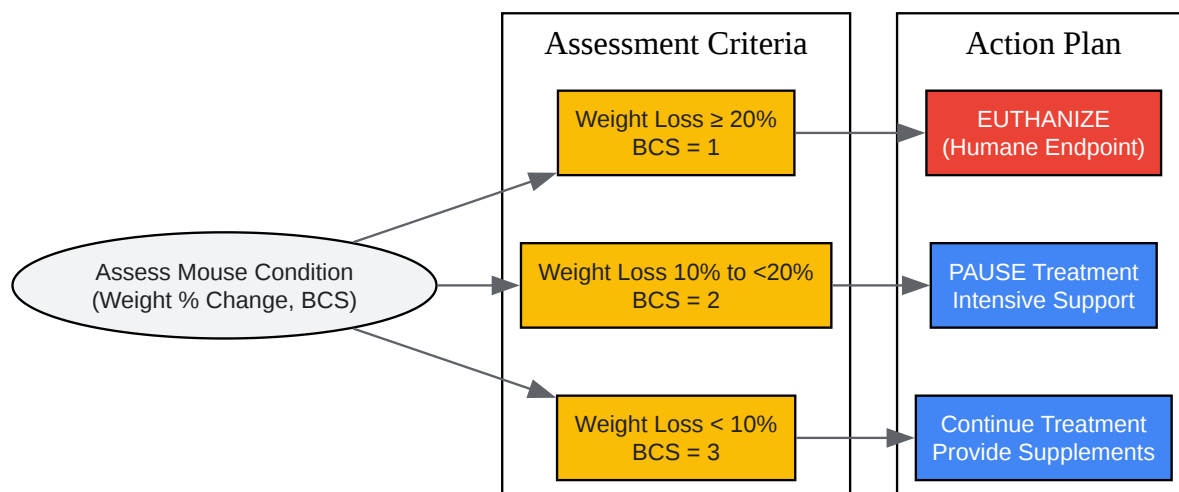 Assessment Criteria
Action Plan
Weight Loss ≥ 20%
BCS = 1
EUTHANIZE
(Humane Endpoint)
Assess Mouse Condition
(Weight % Change, BCS)
Weight Loss 10% to <20%
BCS = 2
PAUSE Treatment
Intensive Support
Weight Loss < 10%
BCS = 3
Continue Treatment
Provide Supplements